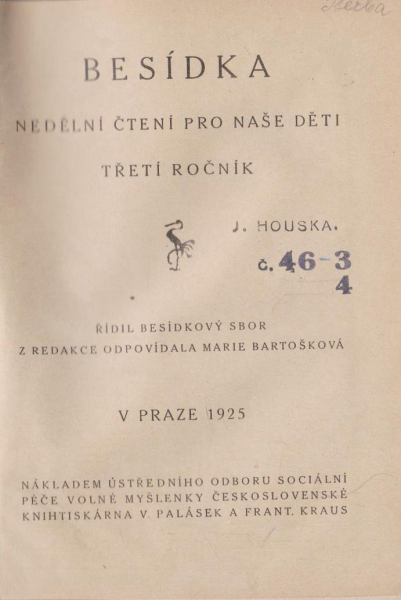 BESÍDKA
NEDĚLNÍ ČTENÍ PRO NAŠE DĚTI
TŘETÍ ROČNÍK
J. HOUSKA.
č. 46-3
4
ŘÍDIL BESÍDKOVÝ SBOR
Z REDAKCE ODPOVÍDALA MARIE BARTOŠKOVÁ
V PRAZE 1925
NÁKLADEM ÚSTŘEDNÍHO ODBORU SOCIÁLNÍ
PÉČE VOLNÉ MYŠLENKY ČESKOSLOVENSKÉ
KNIHTISKÁRNA V. PALÁSEK A FRANT. KRAUS